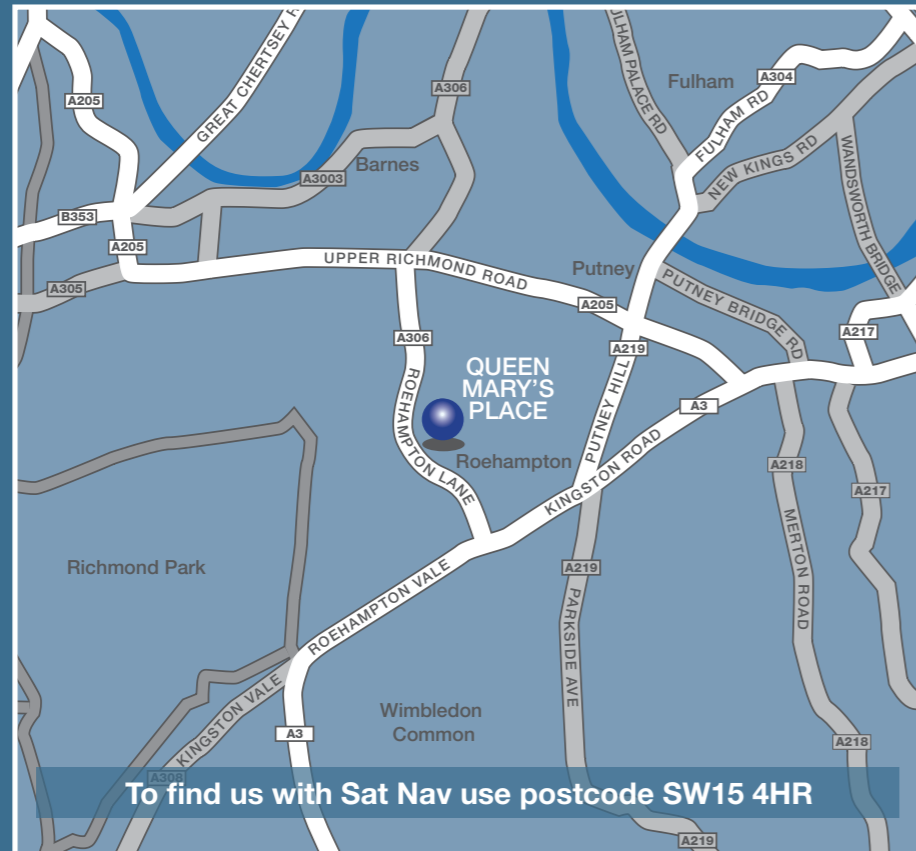 GREAT CHERTSEY R
A205
A306
FULHAM PALACE RD
Fulham
A304
FULHAM RD
NEW KINGS RD
WANDSWORTH BRIDGE
Barnes
A3003
B353
A205
A305
UPPER RICHMOND ROAD
Putney
PUTNEY BRIDGE RD
A205
A217
A306
A219
QUEEN
MARY'S
PLACE
ROEHAMPTON LANE
PUTNEY HILL
A3
KINGSTON ROAD
Roehampton
A218
A217
MERTON ROAD
Richmond Park
ROEHAMPTON VALE
A219
PARKSIDE AVE
KINGSTON VALE
Wimbledon
Common
A3
A218
A308
To find us with Sat Nav use postcode SW15 4HR
A219